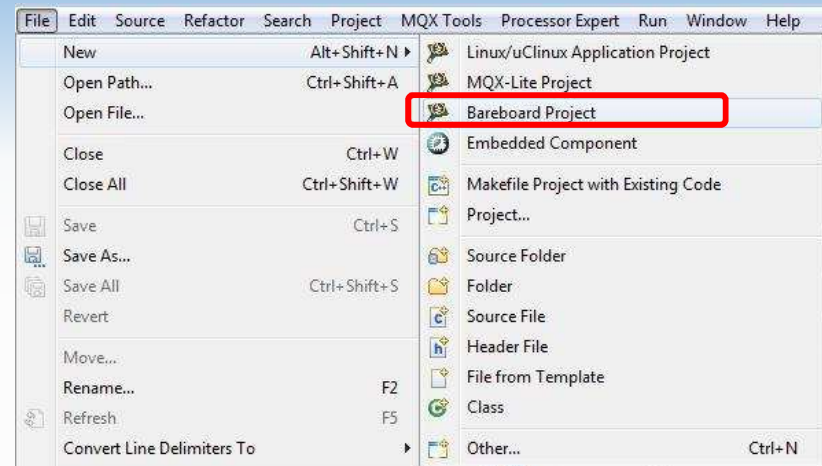 File Edit Source Refactor Search Project MQX Tools Processor Expert Run Window Help
New Alt+Shift+N
Open Path... Ctrl+Shift+A
Open File...
Close Ctrl+W
Close All Ctrl+Shift+W
Save Ctrl+S
Save As...
Save All Ctrl+Shift+S
Revert
Move...
Rename... F2
Refresh F5
Convert Line Delimiters To
Linux/uClinux Application Project
MQX-Lite Project
Bareboard Project
Embedded Component
Makefile Project with Existing Code
Project...
Source Folder
Folder
Source File
Header File
File from Template
Class
Other... Ctrl+N